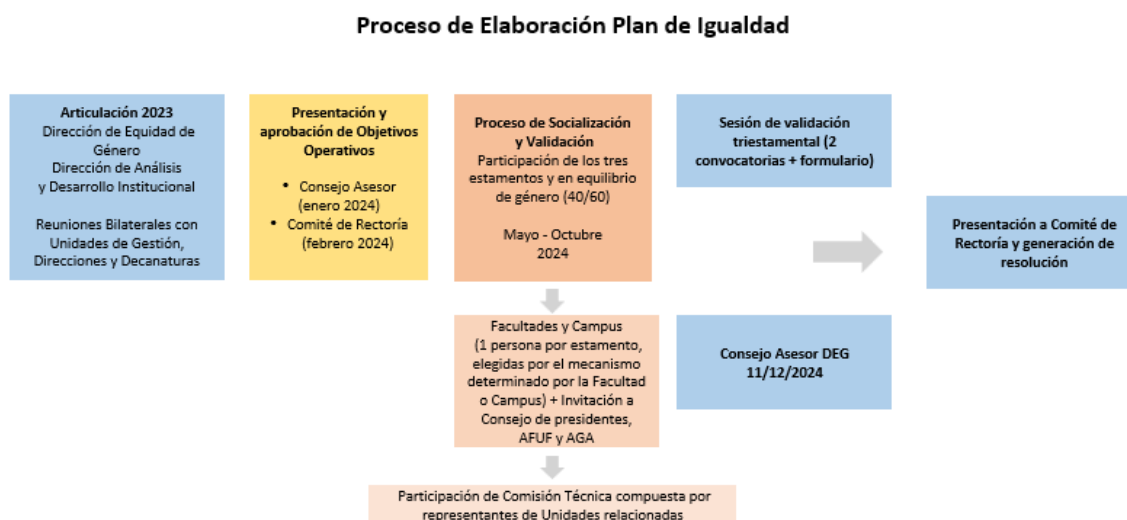 Proceso de Elaboración Plan de Igualdad
Articulación 2023
Dirección de Equidad de
Género
Dirección de Análisis
y Desarrollo Institucional
Reuniones Bilaterales con
Unidades de Gestión,
Direcciones y Decanaturas
Presentación y
aprobación de Objetivos
Operativos
• Consejo Asesor
(enero 2024)
• Comité de Rectoría
(febrero 2024)
Proceso de Socialización
y Validación
Participación de los tres
estamentos y en equilibrio
de género (40/60)
Mayo - Octubre
2024
Facultades y Campus
(1 persona por estamento,
elegidas por el mecanismo
determinado por la Facultad
o Campus) + Invitación a
Consejo de presidentes,
AFUF y AGA
Participación de Comisión Técnica compuesta por
representantes de Unidades relacionadas
Sesión de validación
triestamental (2
convocatorias + formulario)
Consejo Asesor DEG
11/12/2024
Presentación a Comité de
Rectoría y generación de
resolución